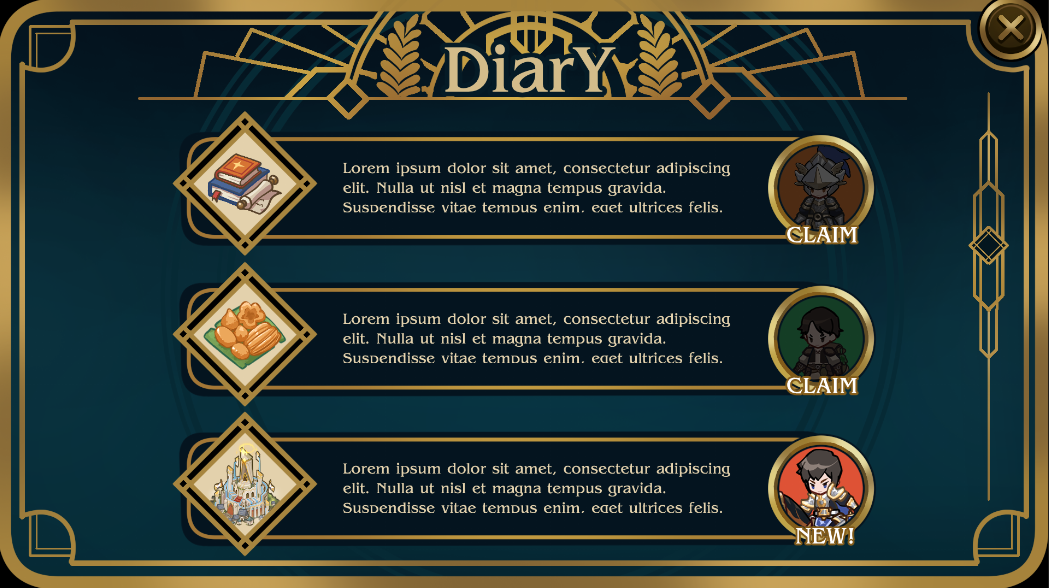 DiarY
Lorem ipsum dolor sit amet, consectetur adipiscing
elit. Nulla ut nisl et magna tempus gravida.
Suspendisse vitae tempus enim, eget ultrices felis.
CLAIM
Lorem ipsum dolor sit amet, consectetur adipiscing
elit. Nulla ut nisl et magna tempus gravida.
Suspendisse vitae tempus enim, eget ultrices felis.
CLAIM
Lorem ipsum dolor sit amet, consectetur adipiscing
elit. Nulla ut nisl et magna tempus gravida.
Suspendisse vitae tempus enim, eget ultrices felis.
NEW!